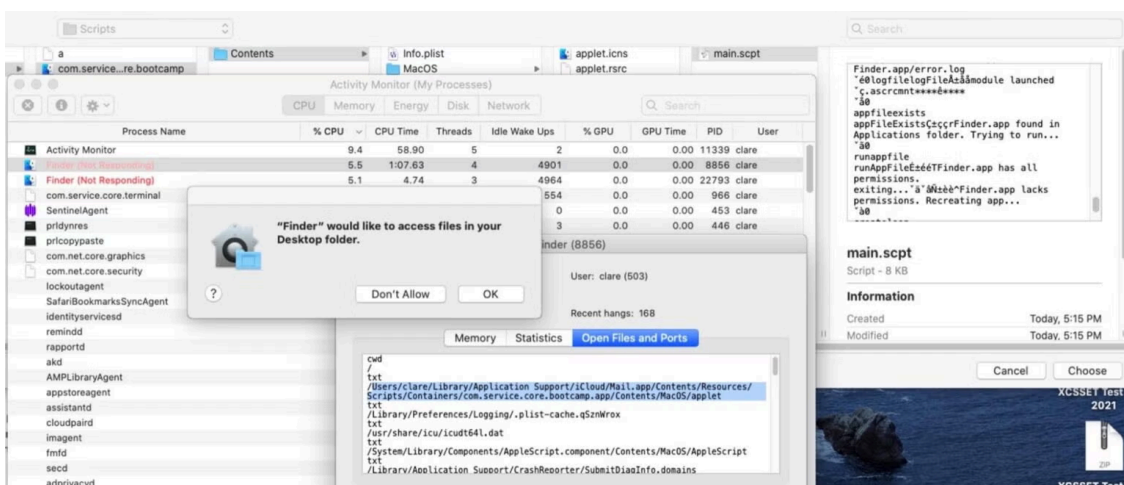 Scripts
Search
a
Contents
Info.plist
applet.icns
main.scpt
com.service...re.bootcamp
MacOS
applet.rsrc
Activity Monitor (My Processes)
CPU
Memory
Energy
Disk
Network
Search
Process Name
% CPU
CPU Time
Threads
Idle Wake Ups
% GPU
GPU Time
PID
User
Activity Monitor 9.4 58.90 5 2 0.0 0.00 11339 clare
Finder (Not Responding) 5.5 1:07.63 4 4901 0.0 0.00 8856 clare
Finder (Not Responding) 5.1 4.74 3 4964 0.0 0.00 22793 clare
com.service.core.terminal 554 0.0 0.00 966 clare
SentinelAgent 0 0.0 0.00 453 clare
prldynres 0.0 0.00 484 clare
prlcopypaste 3 0.0 0.00 446 clare
com.net.core.graphics
com.net.core.security
lockoutagent
SafariBookmarksSyncAgent
identityservicesd
remindd
rapportd
akd
AMPLibraryAgent
appstoreagent
assistantd
cloudpaird
imagent
fmfd
secd
adprivacyd
"Finder" would like to access files in your
Desktop folder.
?
Don't Allow
OK
inder (8856)
User: clare (503)
Recent hangs: 168
Memory
Statistics
Open Files and Ports
cwd
/
txt
/Users/clare/Library/Application Support/iCloud/Mail.app/Contents/Resources/
Scripts/Containers/com.service.core.bootcamp.app/Contents/MacOS/applet
txt
/Library/Preferences/Logging/.plist-cache.qSznWrox
txt
/usr/share/icu/icudt64l.dat
txt
/System/Library/Components/AppleScript.component/Contents/MacOS/AppleScript
txt
/Library/Application Support/CrashReporter/SubmitDiagInfo.domains
Finder.app/error.log
module launched
appfileexists
Finder.app found in
Applications folder. Trying to run...
runappfile
Finder.app has all
permissions.
exiting...
Finder.app lacks
permissions. Recreating app...
main.scpt
Script - 8 KB
Information
Created Today, 5:15 PM
Modified Today, 5:15 PM
Cancel
Choose
XCSSET Test
2021
ZIP
XCSSET Test